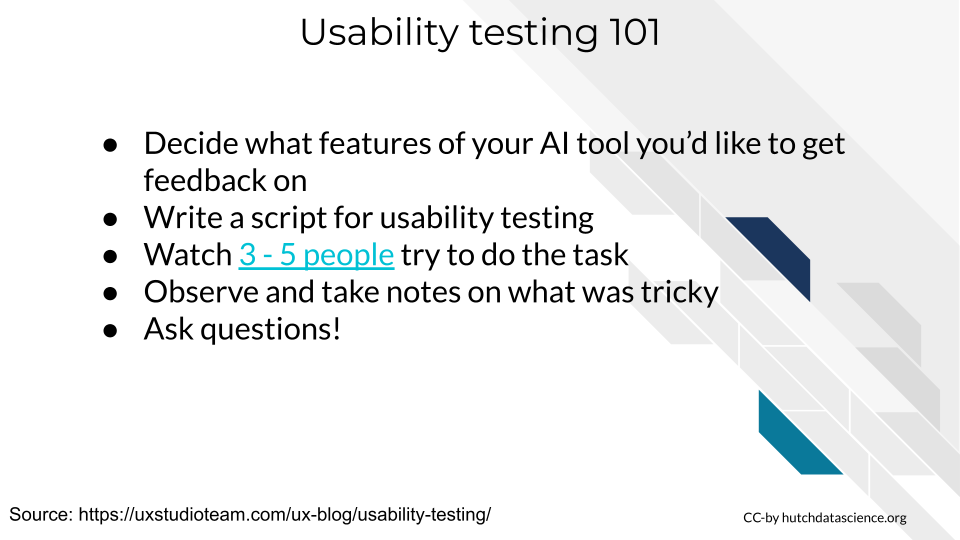 Usability testing 101
● Decide what features of your AI tool you’d like to get
feedback on
● Write a script for usability testing
● Watch 3 - 5 people try to do the task
● Observe and take notes on what was tricky
● Ask questions!
Source: https://uxstudioteam.com/ux-blog/usability-testing/
CC-by hutchdatascience.org